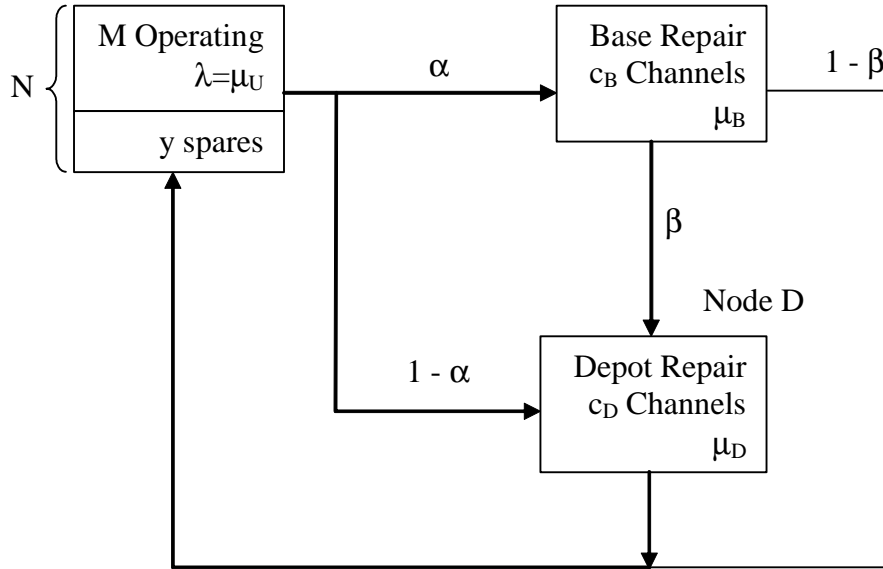 N
M Operating
λ=μU
y spares
α
Base Repair
cB Channels
μB
1 - β
β
Node D
1 - α
Depot Repair
cD Channels
μD